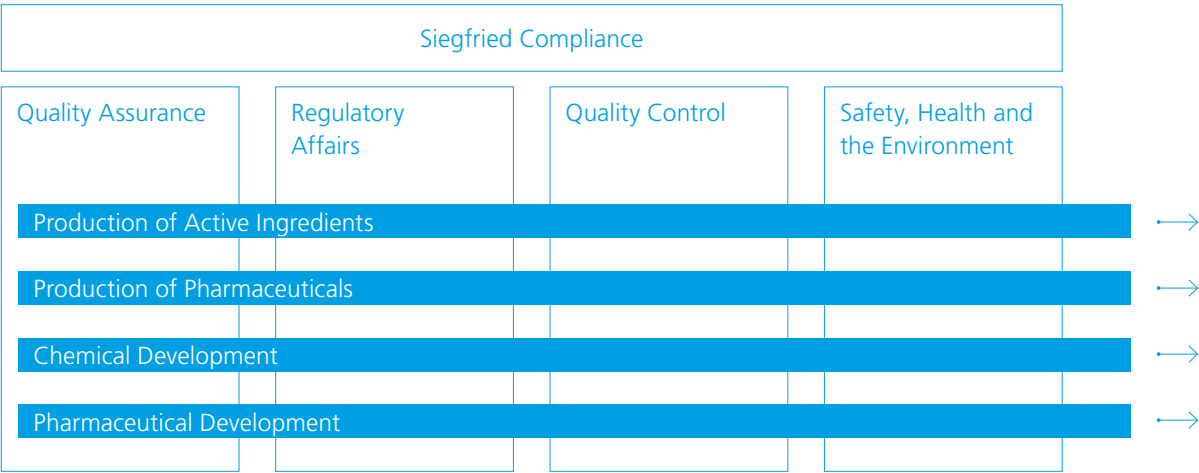 Siegfried Compliance
Quality Assurance
Regulatory
Affairs
Quality Control
Safety, Health and
the Environment
Production of Active Ingredients
Production of Pharmaceuticals
Chemical Development
Pharmaceutical Development